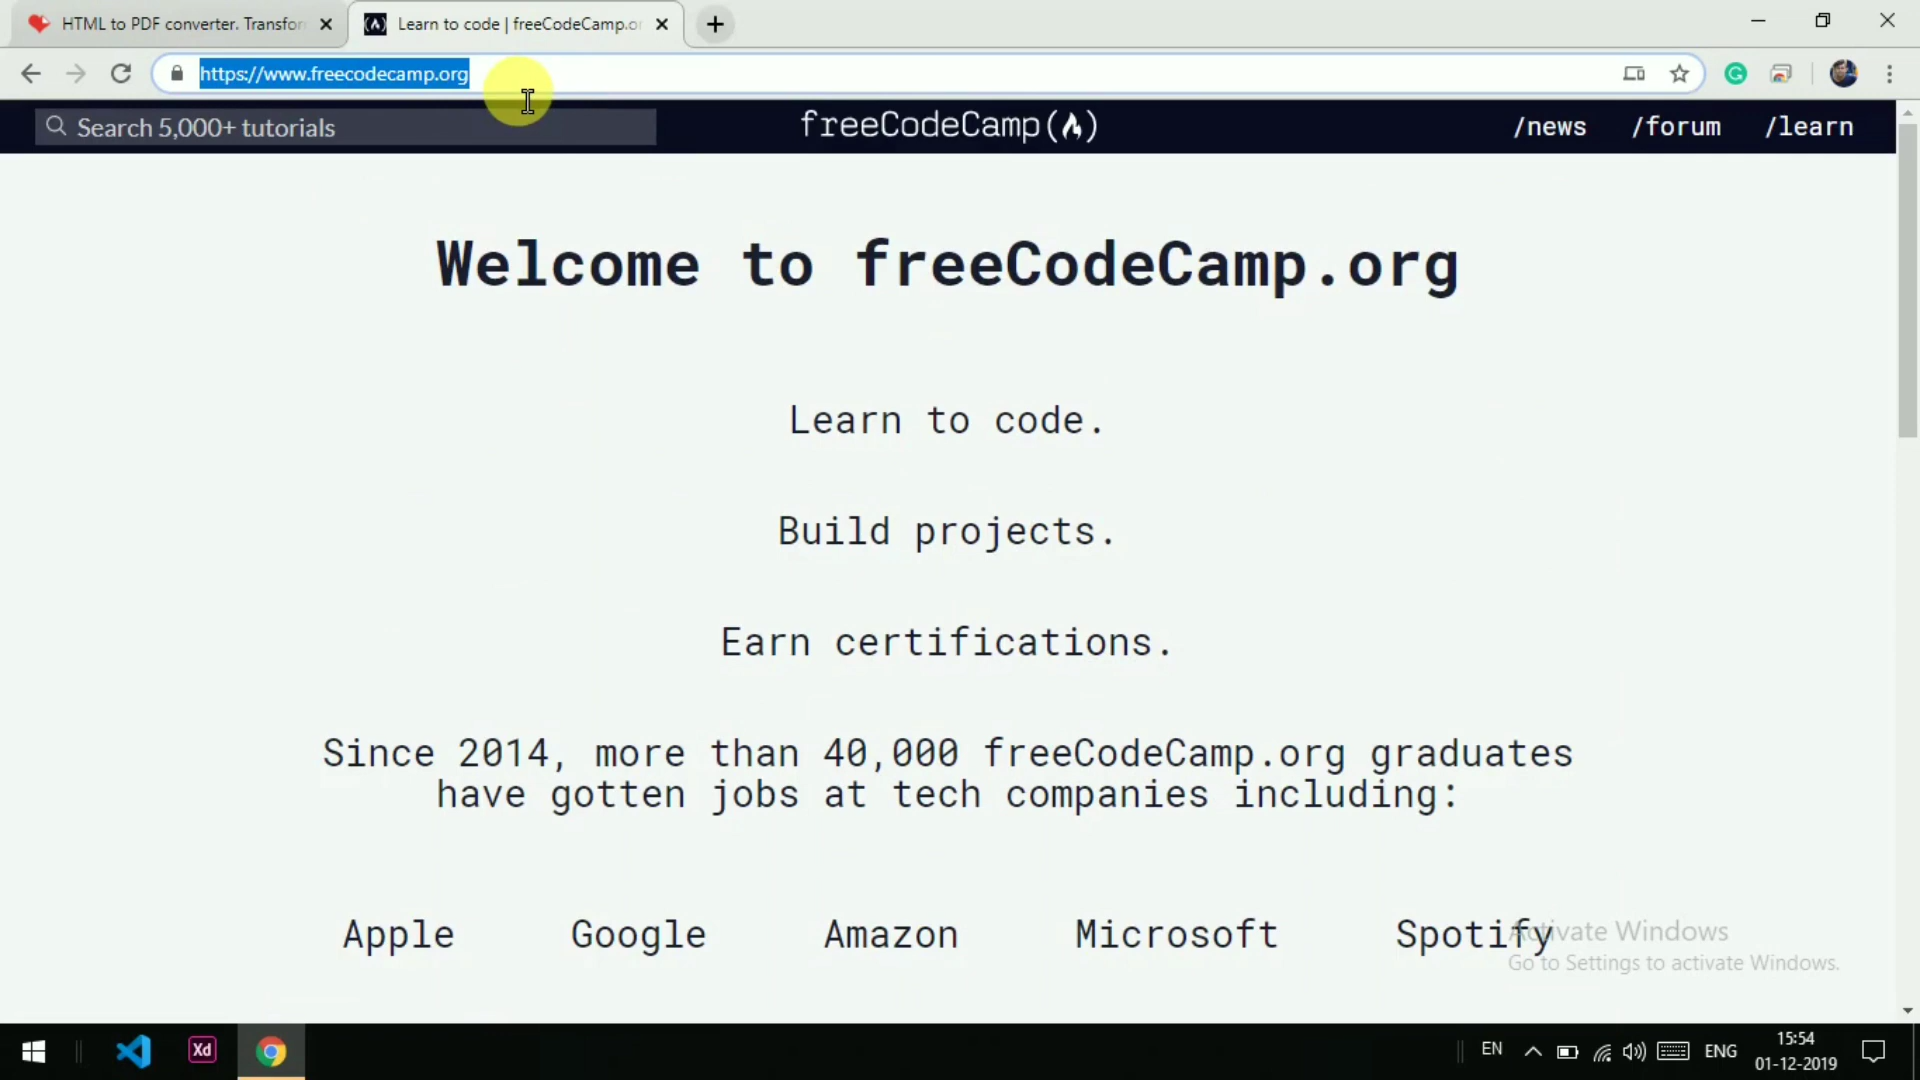 HTML to PDF converter. Transfor
Learn to code | freeCodeCamp.or
https://www.freecodecamp.org
Search 5,000+ tutorials
freeCodeCamp(🔥)
/news /forum /learn
Welcome to freeCodeCamp.org
Learn to code.
Build projects.
Earn certifications.
Since 2014, more than 40,000 freeCodeCamp.org graduates
have gotten jobs at tech companies including:
Apple Google Amazon Microsoft Spotify
Activate Windows
Go to Settings to activate Windows.
Xd
EN
ENG
15:54
01-12-2019